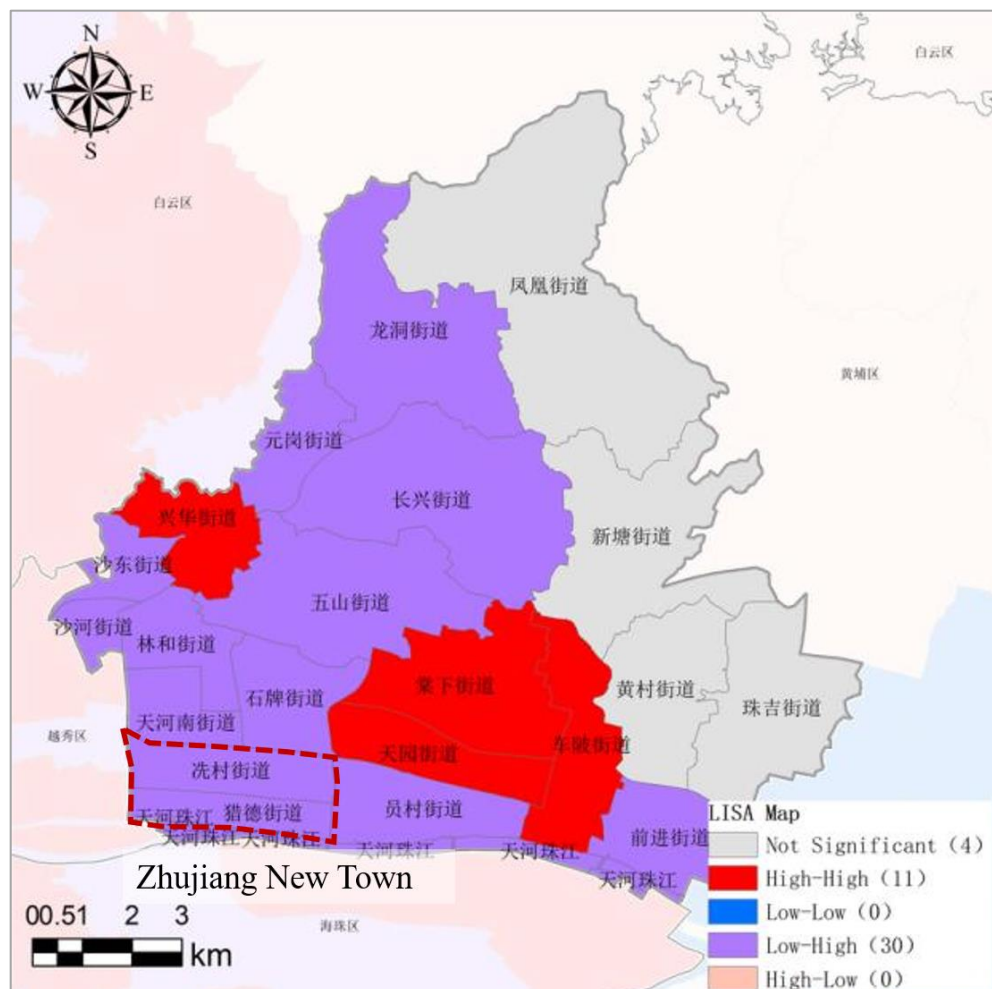 N
W E
S
白云区
白云区
凤凰街道
龙洞街道
黄埔区
元岗街道
长兴街道
兴华街道
新塘街道
沙东街道
五山街道
沙河街道
林和街道
棠下街道
黄村街道
石牌街道
珠吉街道
天河南街道
越秀区
天园街道
车陂街道
冼村街道
猎德街道
员村街道
前进街道
天河珠江
天河珠江
天河珠江
天河珠江
天河珠江
天河珠江
Zhujiang New Town
海珠区
00.51 2 3
km
LISA Map
Not Significant (4)
High-High (11)
Low-Low (0)
Low-High (30)
High-Low (0)